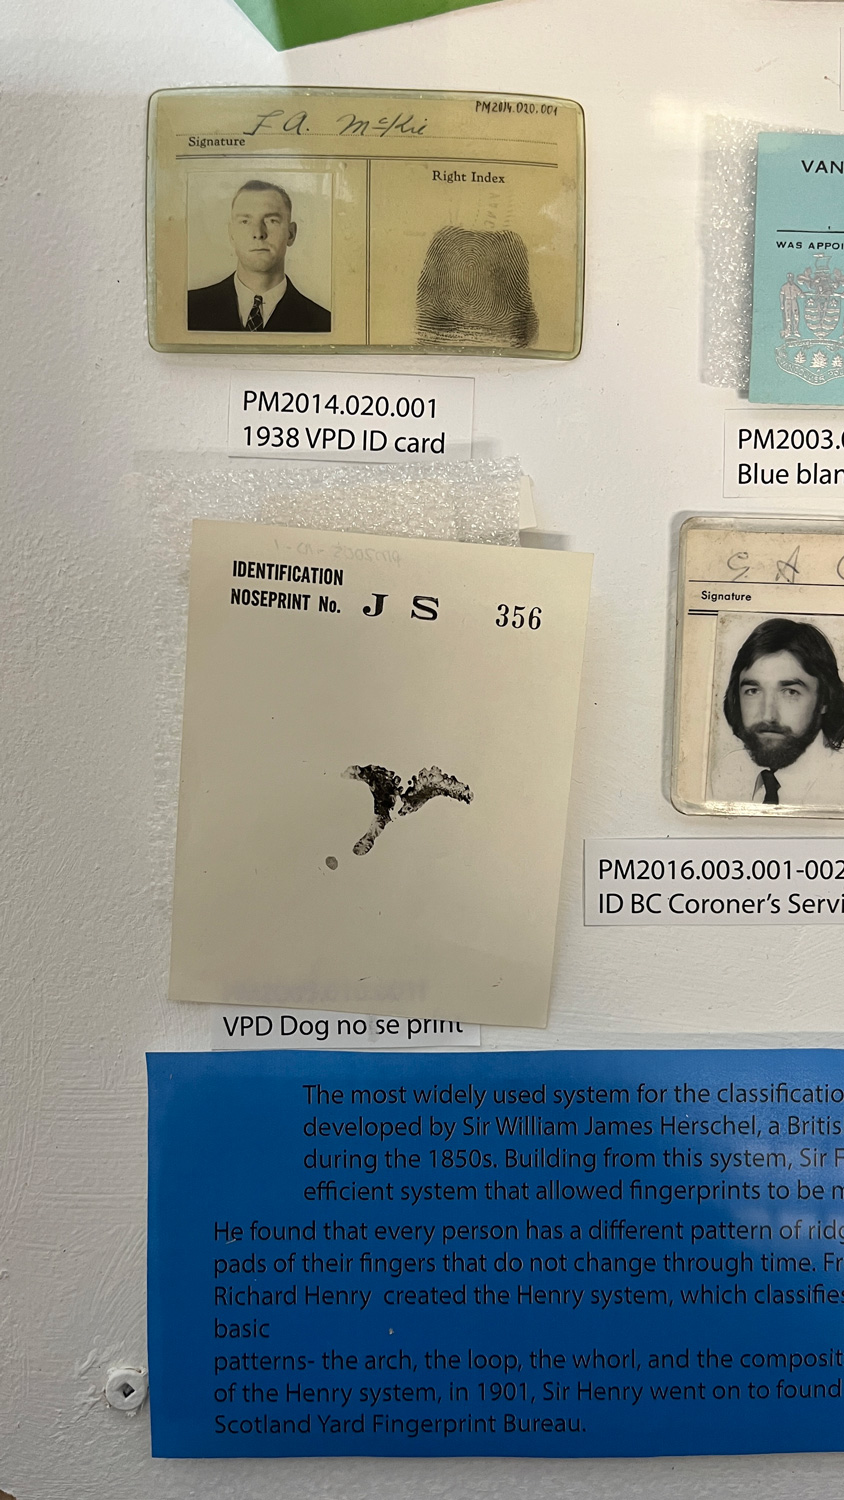 PM2014.020.001
F A. McKie
Signature
Right Index
PM2014.020.001
1938 VPD ID card
VAN
WAS APPOI
PM2003.0
Blue blan
IDENTIFICATION
NOSEPRINT No. J S 356
S A
Signature
PM2016.003.001-002
ID BC Coroner's Servi
VPD Dog no se print
The most widely used system for the classificatio
developed by Sir William James Herschel, a Britis
during the 1850s. Building from this system, Sir F
efficient system that allowed fingerprints to be m
He found that every person has a different pattern of ridg
pads of their fingers that do not change through time. Fr
Richard Henry created the Henry system, which classifies
basic
patterns- the arch, the loop, the whorl, and the composit
of the Henry system, in 1901, Sir Henry went on to found
Scotland Yard Fingerprint Bureau.